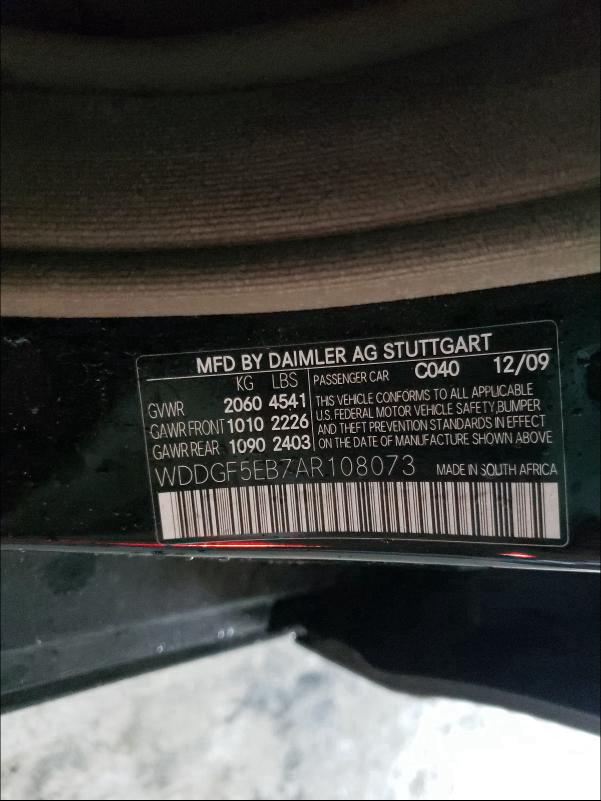 MFD BY DAIMLER AG STUTTGART
KG LBS PASSENGER CAR C040 12/09
GVWR 2060 4541
GAWR FRONT 1010 2226
GAWR REAR 1090 2403
THIS VEHICLE CONFORMS TO ALL APPLICABLE
U.S. FEDERAL MOTOR VEHICLE SAFETY, BUMPER
AND THEFT PREVENTION STANDARDS IN EFFECT
ON THE DATE OF MANUFACTURE SHOWN ABOVE
WDDGF5EB7AR108073 MADE IN SOUTH AFRICA